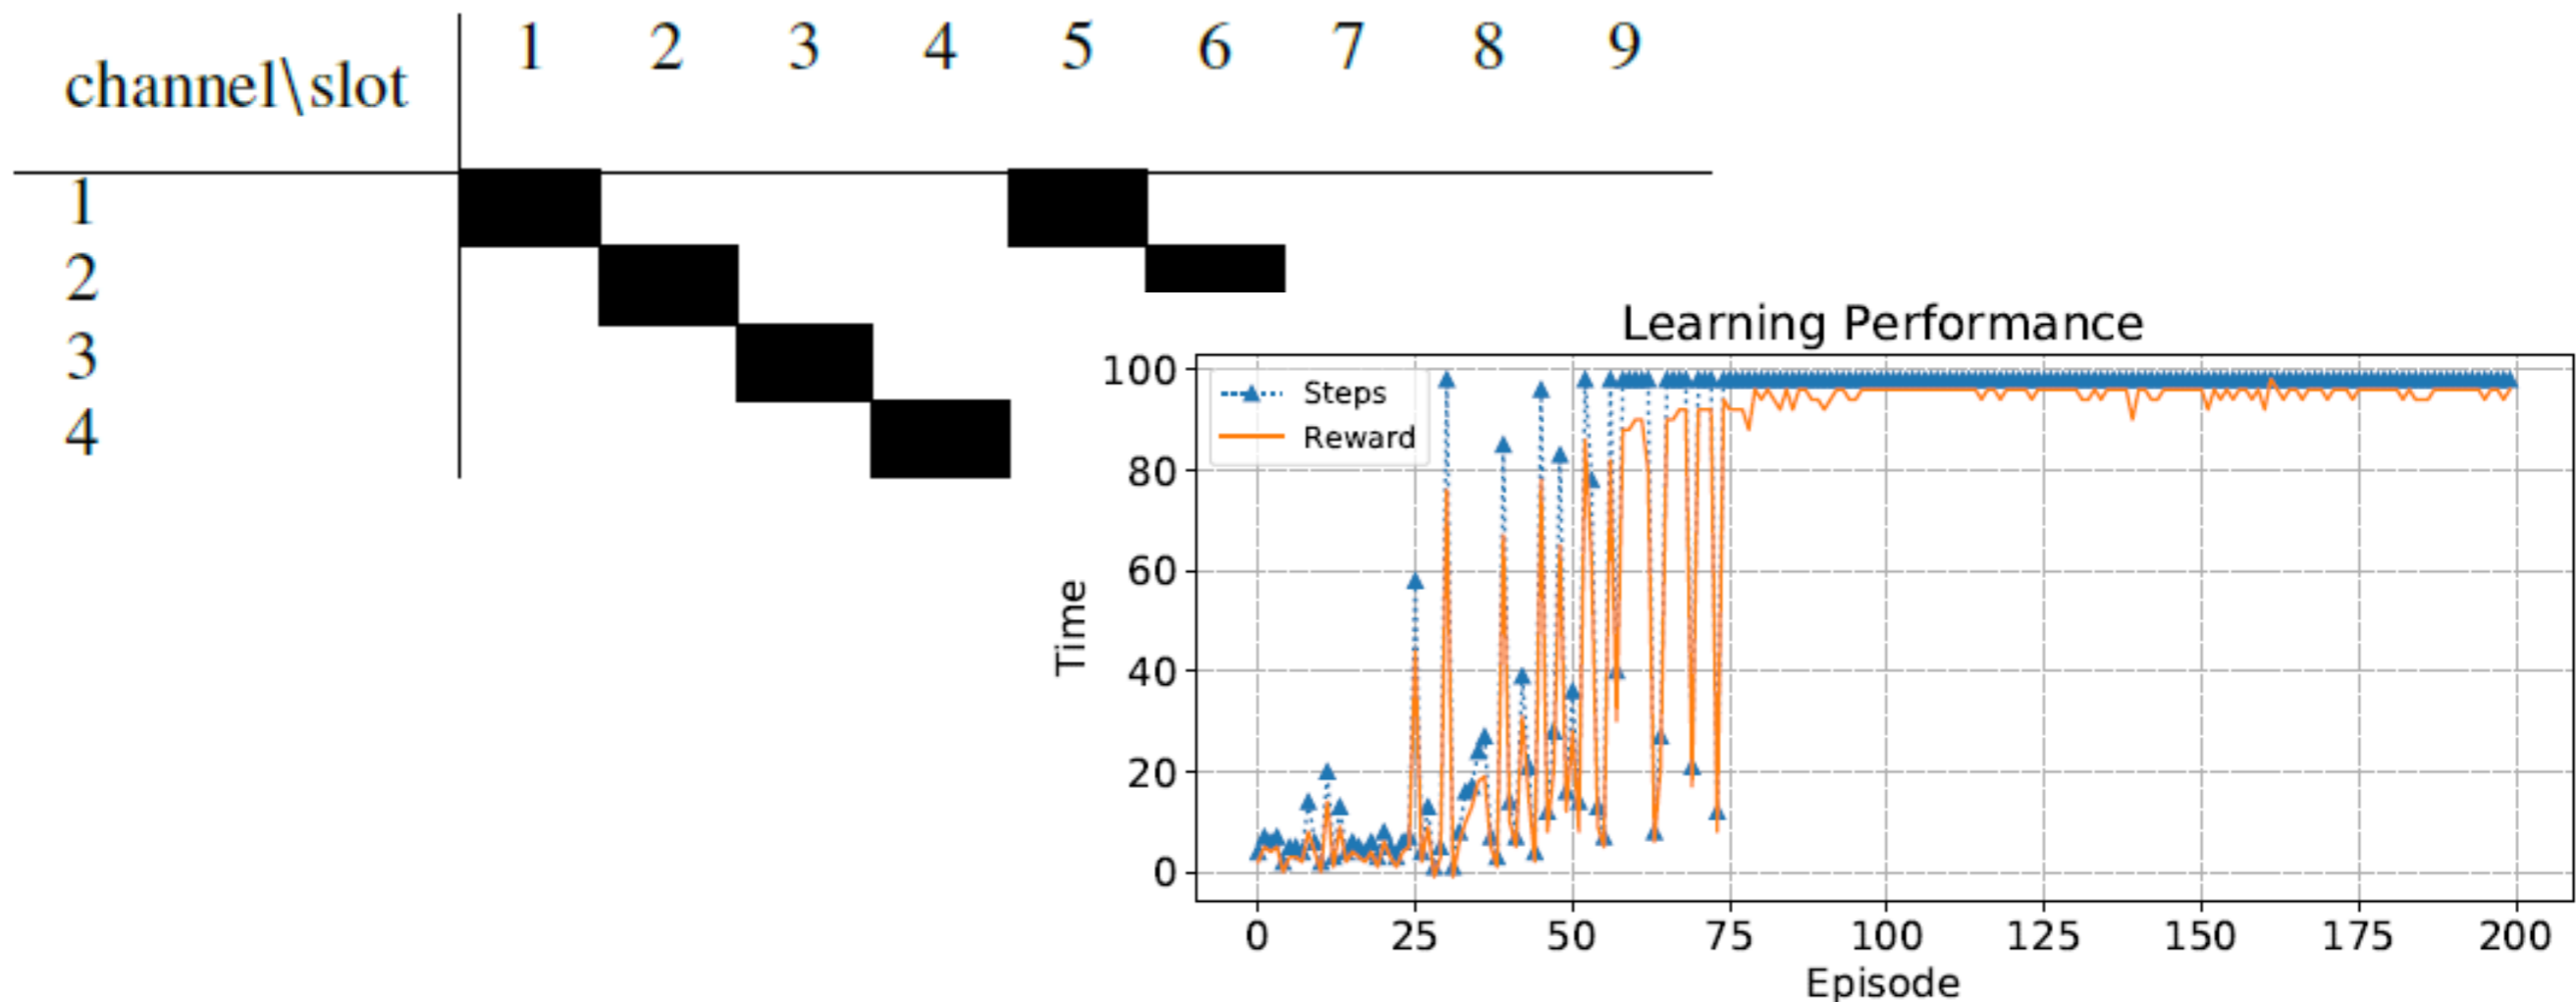 channel\slot 1 2 3 4 5 6 7 8 9
1
2
3
4
Learning Performance
Steps
Reward
Time
100
80
60
40
20
0
0 25 50 75 100 125 150 175 200
Episode